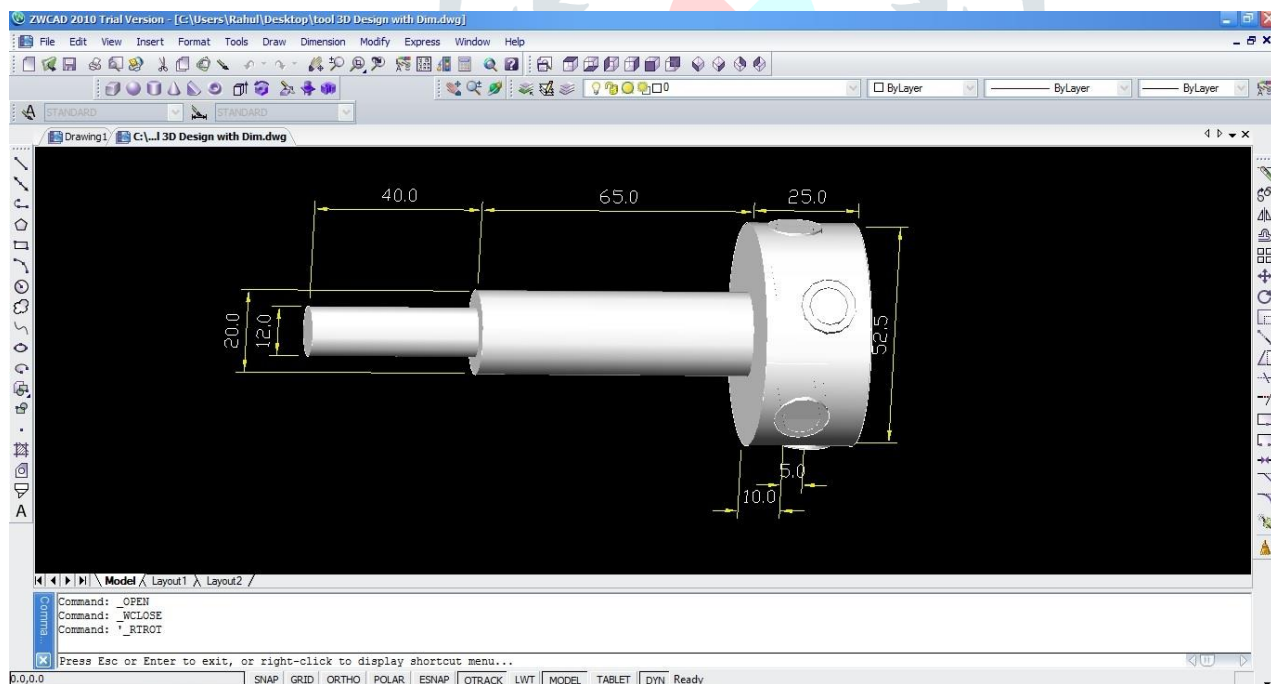 ZWCAD 2010 Trial Version - [C:\Users\Rahul\Desktop\tool 3D Design with Dim.dwg]
File Edit View Insert Format Tools Draw Dimension Modify Express Window Help
0 ByLayer ByLayer ByLayer
STANDARD STANDARD
Drawing1 C:\...l 3D Design with Dim.dwg
40.0 65.0 25.0
20.0 12.0 52.5
5.0
10.0
A
Model Layout1 Layout2
Comma...
Command: _OPEN
Command: _WCLOSE
Command: '_RTROT
Press Esc or Enter to exit, or right-click to display shortcut menu...
0.0,0.0 SNAP GRID ORTHO POLAR ESNAP OTRACK LWT MODEL TABLET DYN Ready